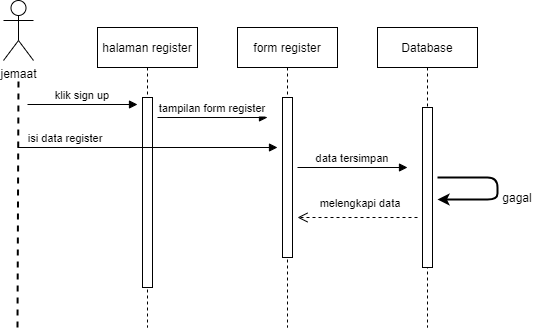 halaman register
form register
Database
jemaat
klik sign up
tampilan form register
isi data register
data tersimpan
gagal
melengkapi data